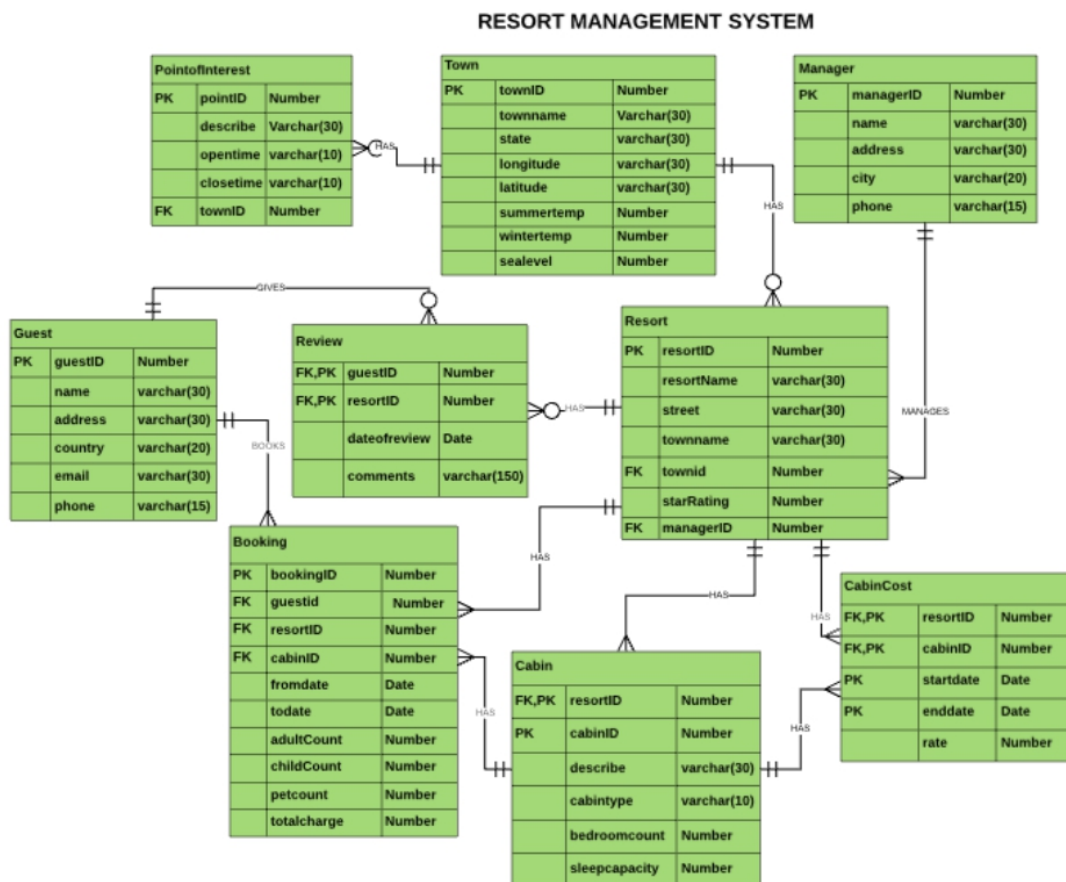 RESORT MANAGEMENT SYSTEM
PointofInterest
PK pointID Number
describe Varchar(30)
opentime varchar(10)
closetime varchar(10)
FK townID Number
Town
PK townID Number
townname Varchar(30)
state varchar(30)
longitude varchar(30)
latitude varchar(30)
summertemp Number
wintertemp Number
sealevel Number
Manager
PK managerID Number
name varchar(30)
address varchar(30)
city varchar(20)
phone varchar(15)
HAS
HAS
GIVES
Guest
PK guestID Number
name varchar(30)
address varchar(30)
country varchar(20)
email varchar(30)
phone varchar(15)
Review
FK,PK guestID Number
FK,PK resortID Number
dateofreview Date
comments varchar(150)
HAS
Resort
PK resortID Number
resortName varchar(30)
street varchar(30)
townname varchar(30)
FK townid Number
starRating Number
FK managerID Number
MANAGES
BOOKS
Booking
PK bookingID Number
FK guestid Number
FK resortID Number
FK cabinID Number
fromdate Date
todate Date
adultCount Number
childCount Number
petcount Number
totalcharge Number
HAS
HAS
HAS
HAS
Cabin
FK,PK resortID Number
PK cabinID Number
describe varchar(30)
cabintype varchar(10)
bedroomcount Number
sleepcapacity Number
HAS
CabinCost
FK,PK resortID Number
FK,PK cabinID Number
PK startdate Date
PK enddate Date
rate Number